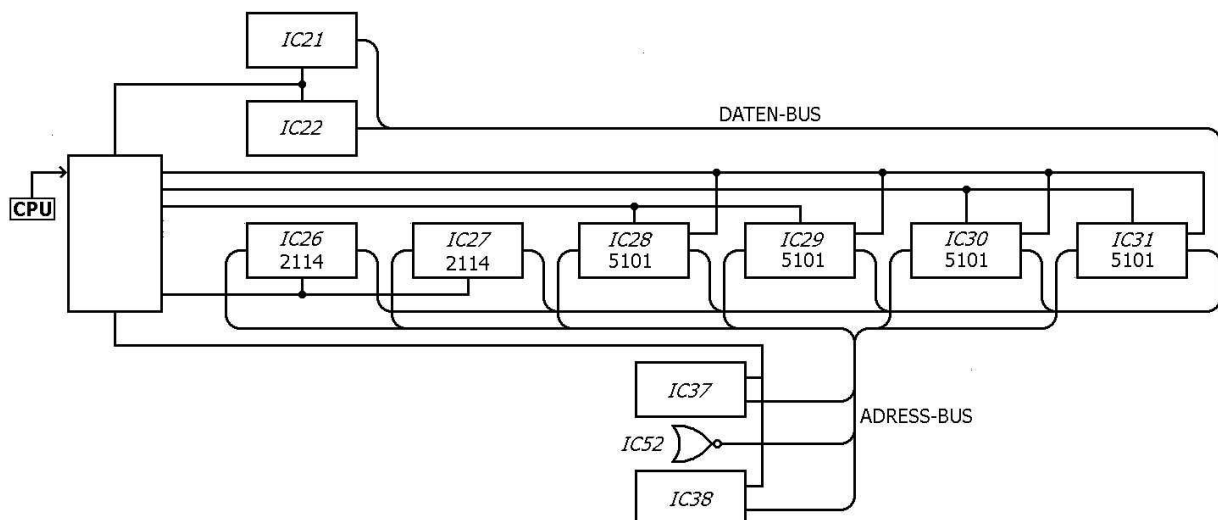 IC21
DATEN-BUS
IC22
CPU
IC26
2114
IC27
2114
IC28
5101
IC29
5101
IC30
5101
IC31
5101
IC37
ADRESS-BUS
IC52
IC38